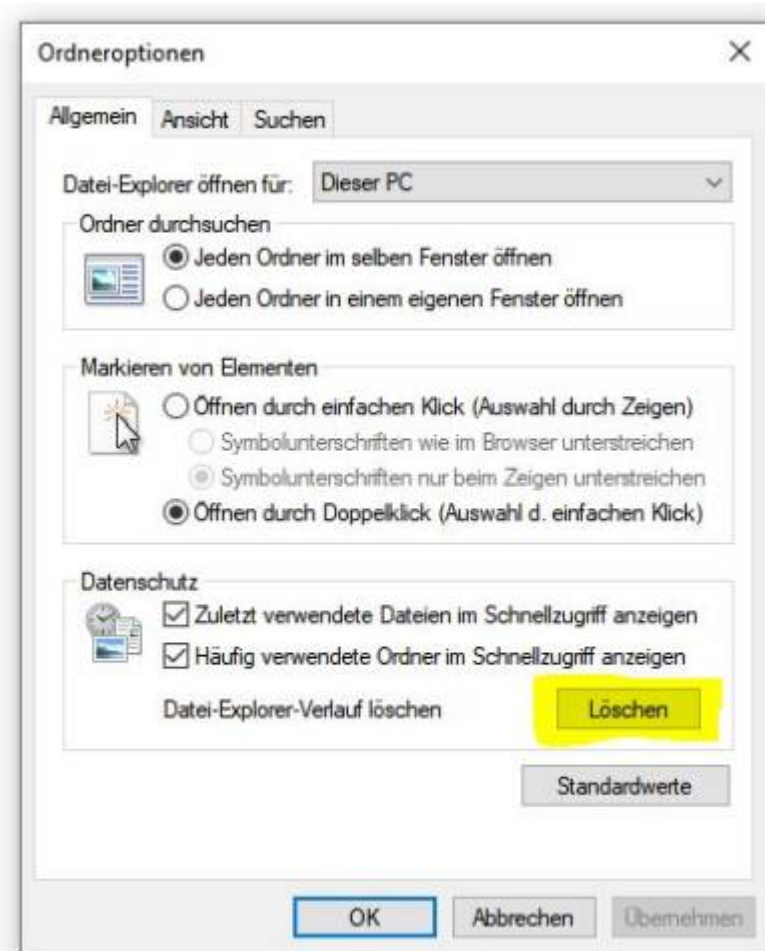 Ordneroptionen
Allgemein Ansicht Suchen
Datei-Explorer öffnen für: Dieser PC
Ordner durchsuchen
Jeden Ordner im selben Fenster öffnen
Jeden Ordner in einem eigenen Fenster öffnen
Markieren von Elementen
Öffnen durch einfachen Klick (Auswahl durch Zeigen)
Symbolunterschriften wie im Browser unterstreichen
Symbolunterschriften nur beim Zeigen unterstreichen
Öffnen durch Doppelklick (Auswahl d. einfachen Klick)
Datenschutz
Zuletzt verwendete Dateien im Schnellzugriff anzeigen
Häufig verwendete Ordner im Schnellzugriff anzeigen
Datei-Explorer-Verlauf löschen Löschen
Standardwerte
OK Abbrechen Übernehmen